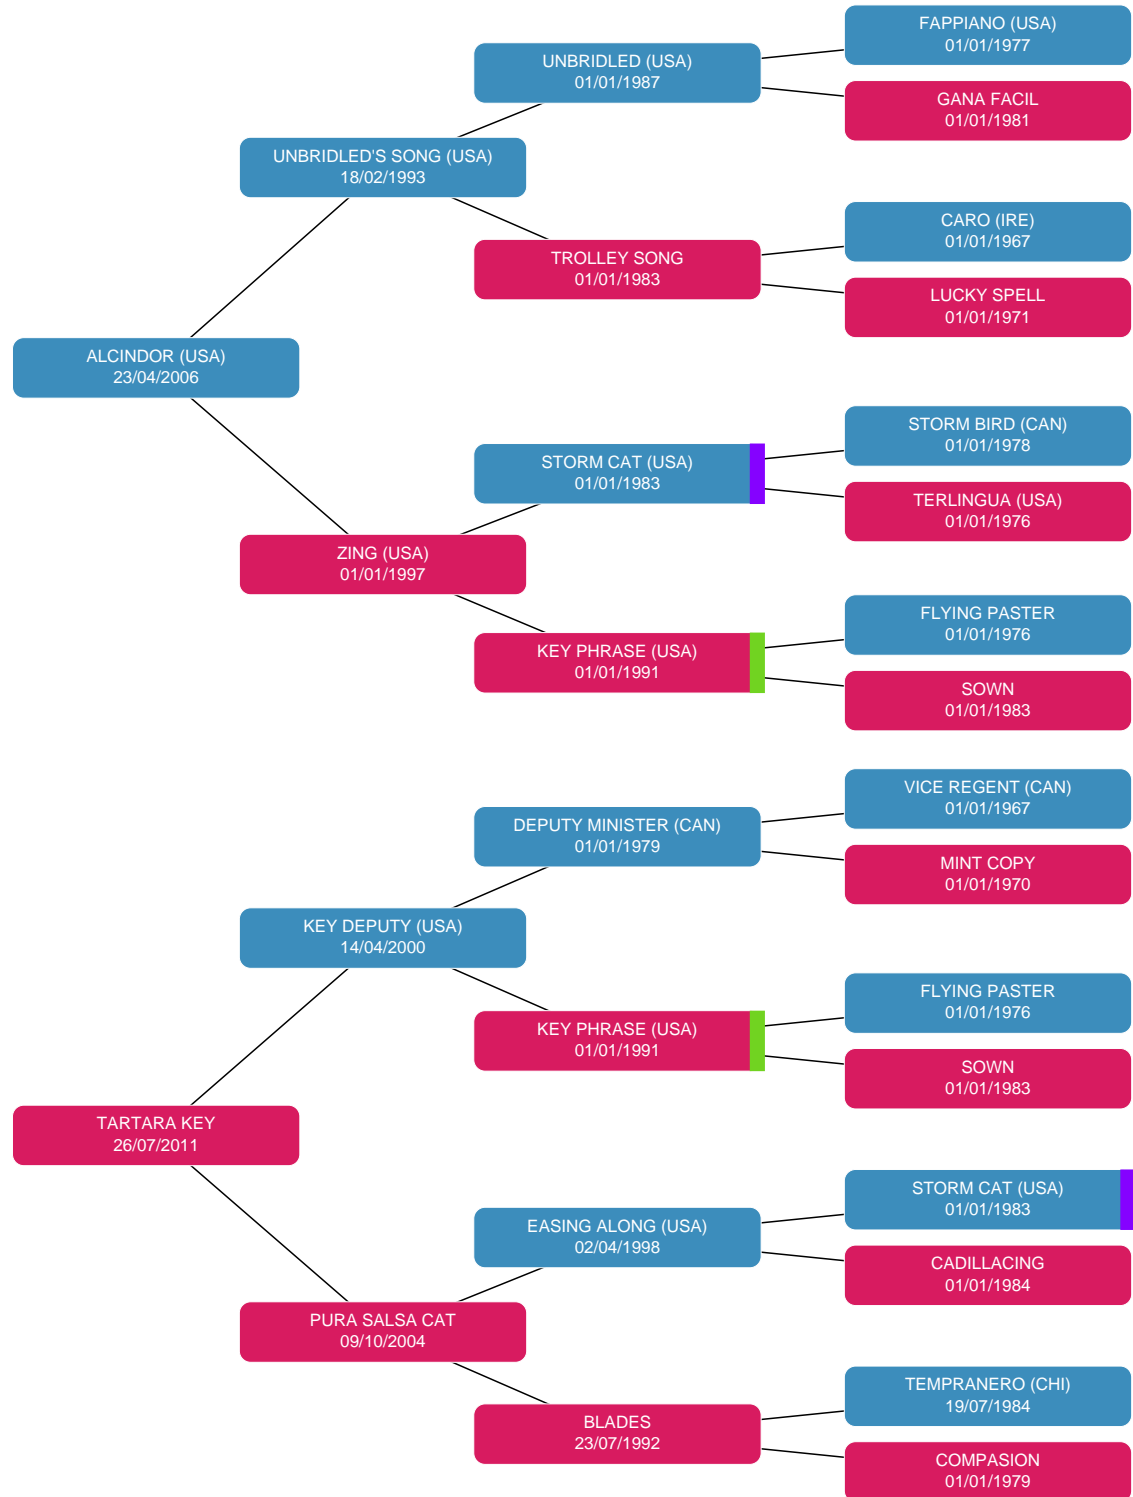 FAPPIANO (USA)
01/01/1977
UNBRIDLED (USA)
01/01/1987
GANA FACIL
01/01/1981
UNBRIDLED'S SONG (USA)
18/02/1993
CARO (IRE)
01/01/1967
TROLLEY SONG
01/01/1983
LUCKY SPELL
01/01/1971
ALCINDOR (USA)
23/04/2006
STORM BIRD (CAN)
01/01/1978
STORM CAT (USA)
01/01/1983
TERLINGUA (USA)
01/01/1976
ZING (USA)
01/01/1997
FLYING PASTER
01/01/1976
KEY PHRASE (USA)
01/01/1991
SOWN
01/01/1983
VICE REGENT (CAN)
01/01/1967
DEPUTY MINISTER (CAN)
01/01/1979
MINT COPY
01/01/1970
KEY DEPUTY (USA)
14/04/2000
FLYING PASTER
01/01/1976
KEY PHRASE (USA)
01/01/1991
SOWN
01/01/1983
TARTARA KEY
26/07/2011
STORM CAT (USA)
01/01/1983
EASING ALONG (USA)
02/04/1998
CADILLACING
01/01/1984
PURA SALSA CAT
09/10/2004
TEMPRANERO (CHI)
19/07/1984
BLADES
23/07/1992
COMPASION
01/01/1979